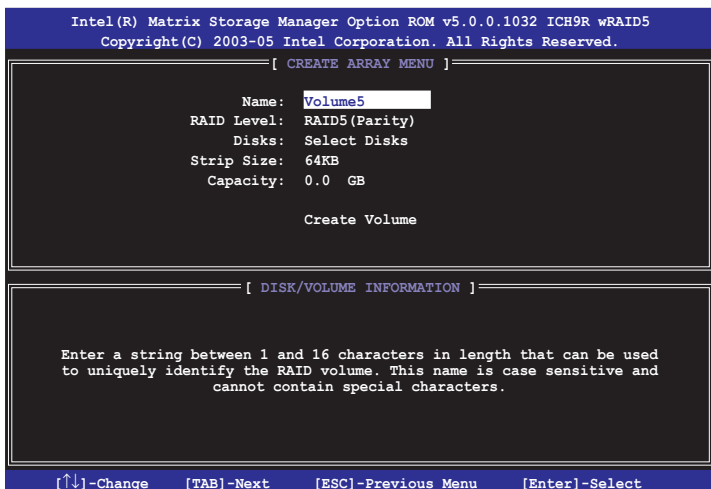 Intel(R) Matrix Storage Manager Option ROM v5.0.0.1032 ICH9R wRAID5
Copyright(C) 2003-05 Intel Corporation. All Rights Reserved.
[ CREATE ARRAY MENU ]
Name: Volume5
RAID Level: RAID5(Parity)
Disks: Select Disks
Strip Size: 64KB
Capacity: 0.0 GB
Create Volume
[ DISK/VOLUME INFORMATION ]
Enter a string between 1 and 16 characters in length that can be used
to uniquely identify the RAID volume. This name is case sensitive and
cannot contain special characters.
[↑↓]-Change [TAB]-Next [ESC]-Previous Menu [Enter]-Select